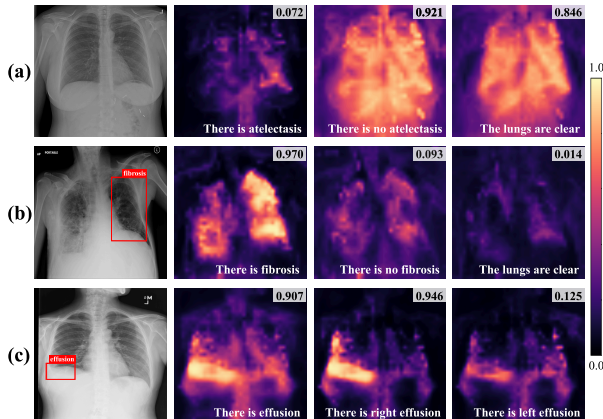 0.072
0.921
0.846
(a)
There is atelectasis
There is no atelectasis
The lungs are clear
1.0
0.970
0.093
0.014
fibrosis
(b)
There is fibrosis
There is no fibrosis
The lungs are clear
0.907
0.946
0.125
M
effusion
(c)
There is effusion
There is right effusion
There is left effusion
0.0